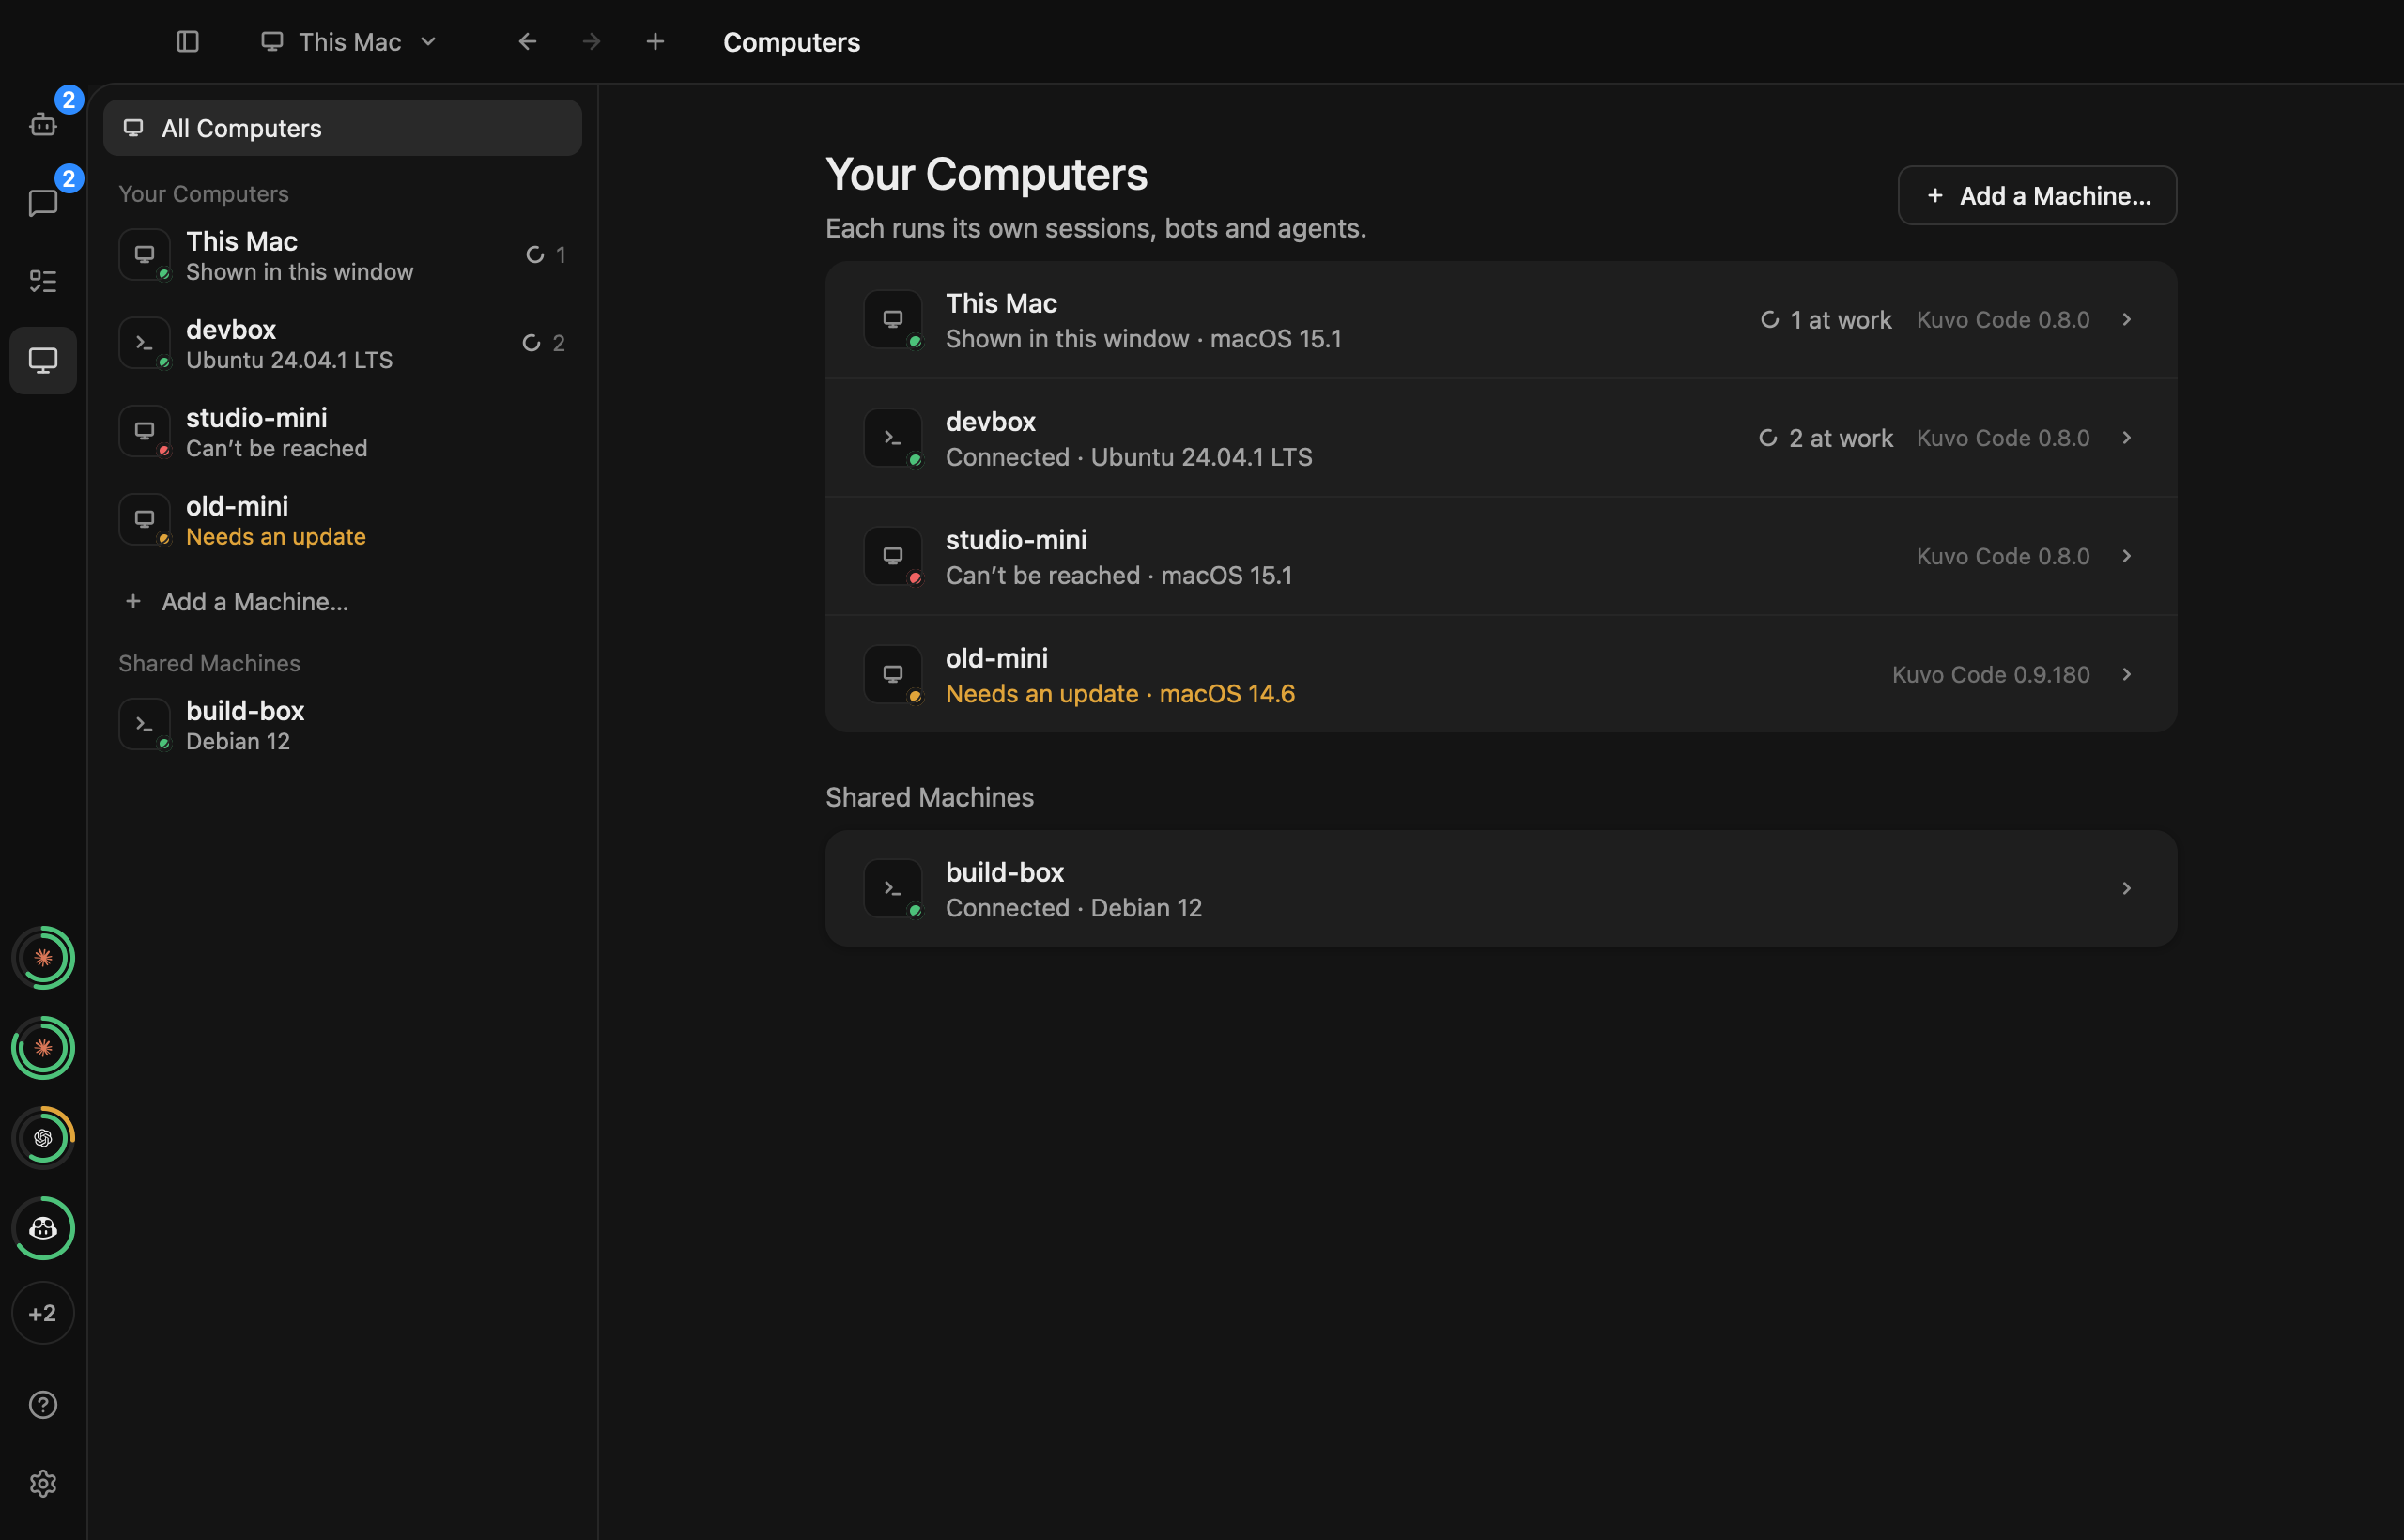 This Mac
Computers
2
2
All Computers
Your Computers
This Mac
Shown in this window
1
devbox
Ubuntu 24.04.1 LTS
2
studio-mini
Can’t be reached
old-mini
Needs an update
Add a Machine...
Shared Machines
build-box
Debian 12
+2
Your Computers
Each runs its own sessions, bots and agents.
Add a Machine...
This Mac
Shown in this window · macOS 15.1
1 at work
Kuvo Code 0.8.0
devbox
Connected · Ubuntu 24.04.1 LTS
2 at work
Kuvo Code 0.8.0
studio-mini
Can’t be reached · macOS 15.1
Kuvo Code 0.8.0
old-mini
Needs an update · macOS 14.6
Kuvo Code 0.9.180
Shared Machines
build-box
Connected · Debian 12